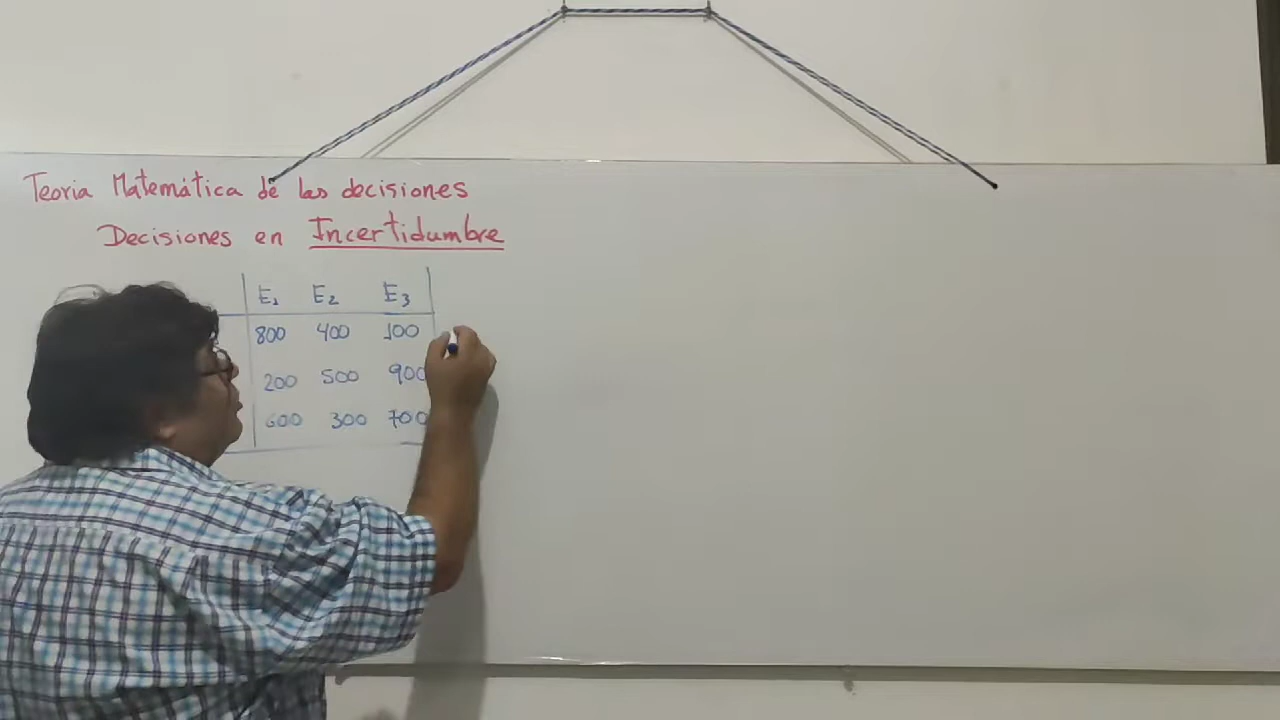 Teoria Matemática de las decisiones
Decisiones en Incertidumbre
E1 E2 E3
800 400 100
200 500 900
600 300 700